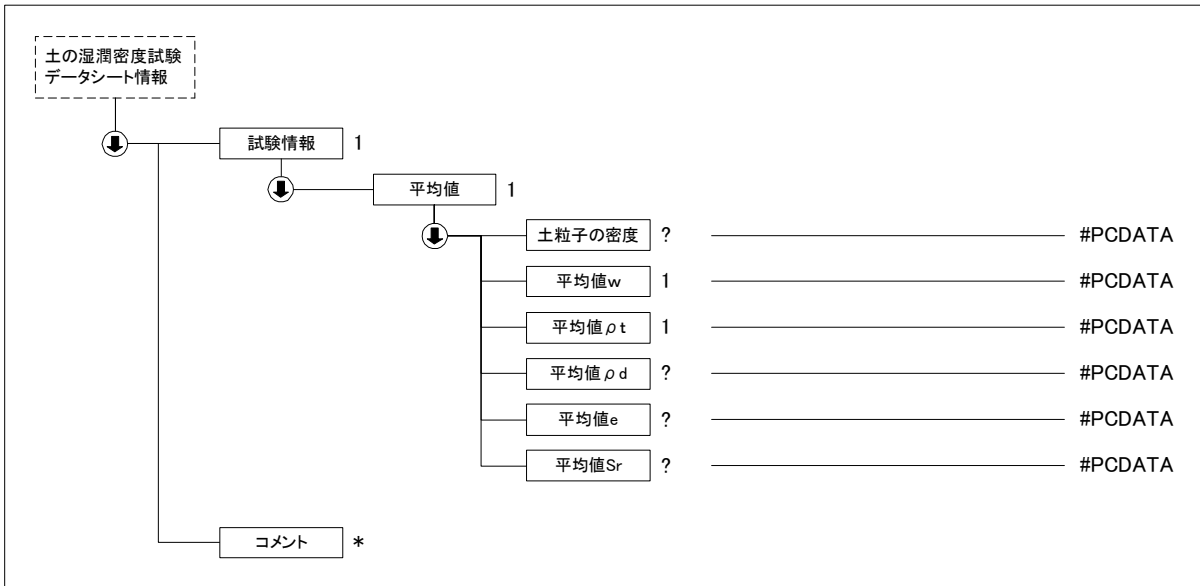 土の湿潤密度試験
データシート情報
試験情報 1
平均値 1
土粒子の密度 ? #PCDATA
平均値w 1 #PCDATA
平均値ρt 1 #PCDATA
平均値ρd ? #PCDATA
平均値e ? #PCDATA
平均値Sr ? #PCDATA
コメント *